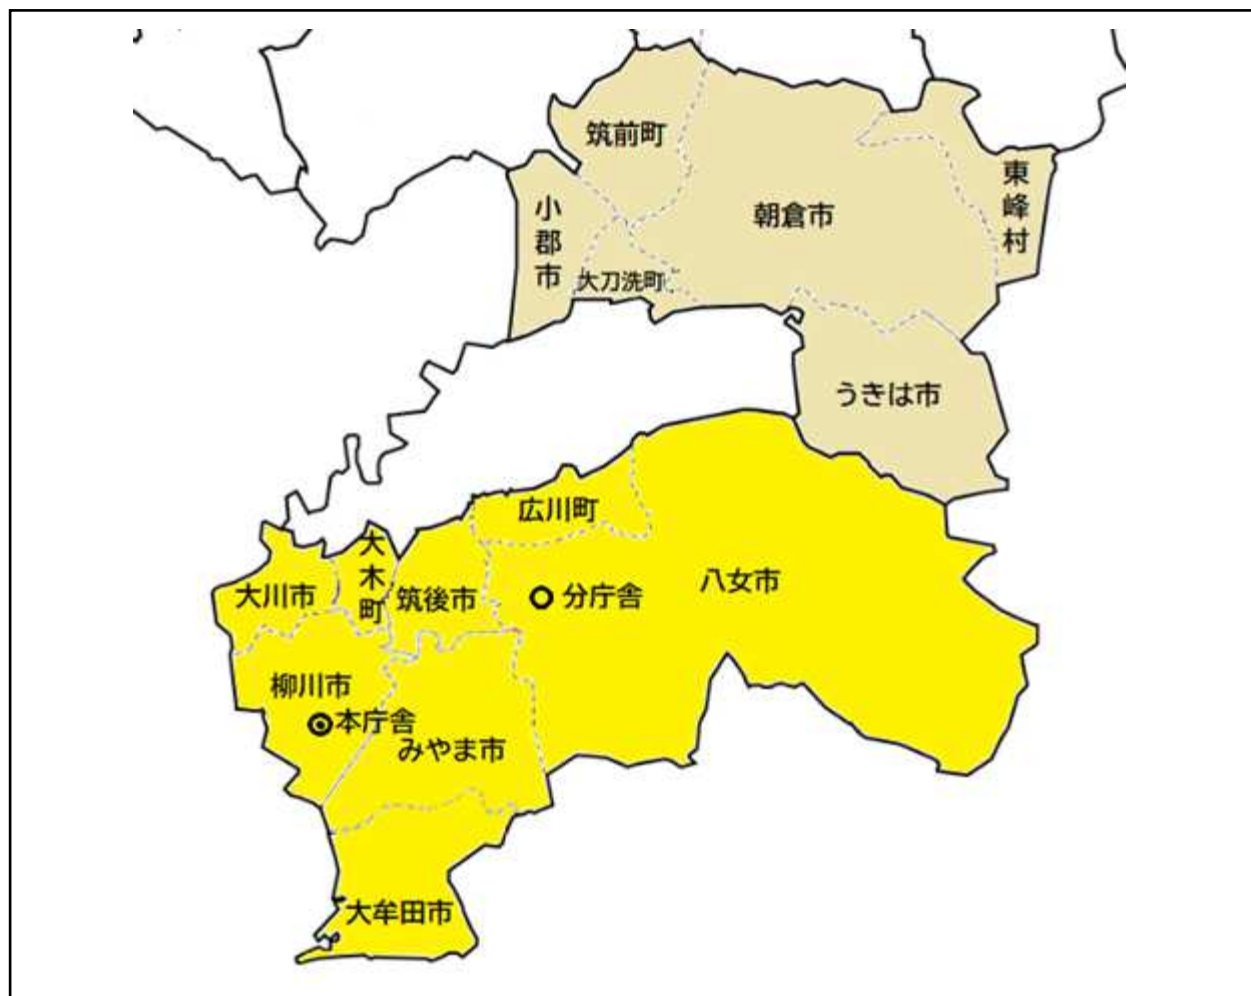 筑前町
小郡市
大刀洗町
朝倉市
東峰村
うきは市
広川町
大川市
大木町
筑後市
分庁舎
八女市
柳川市
本庁舎
みやま市
大牟田市